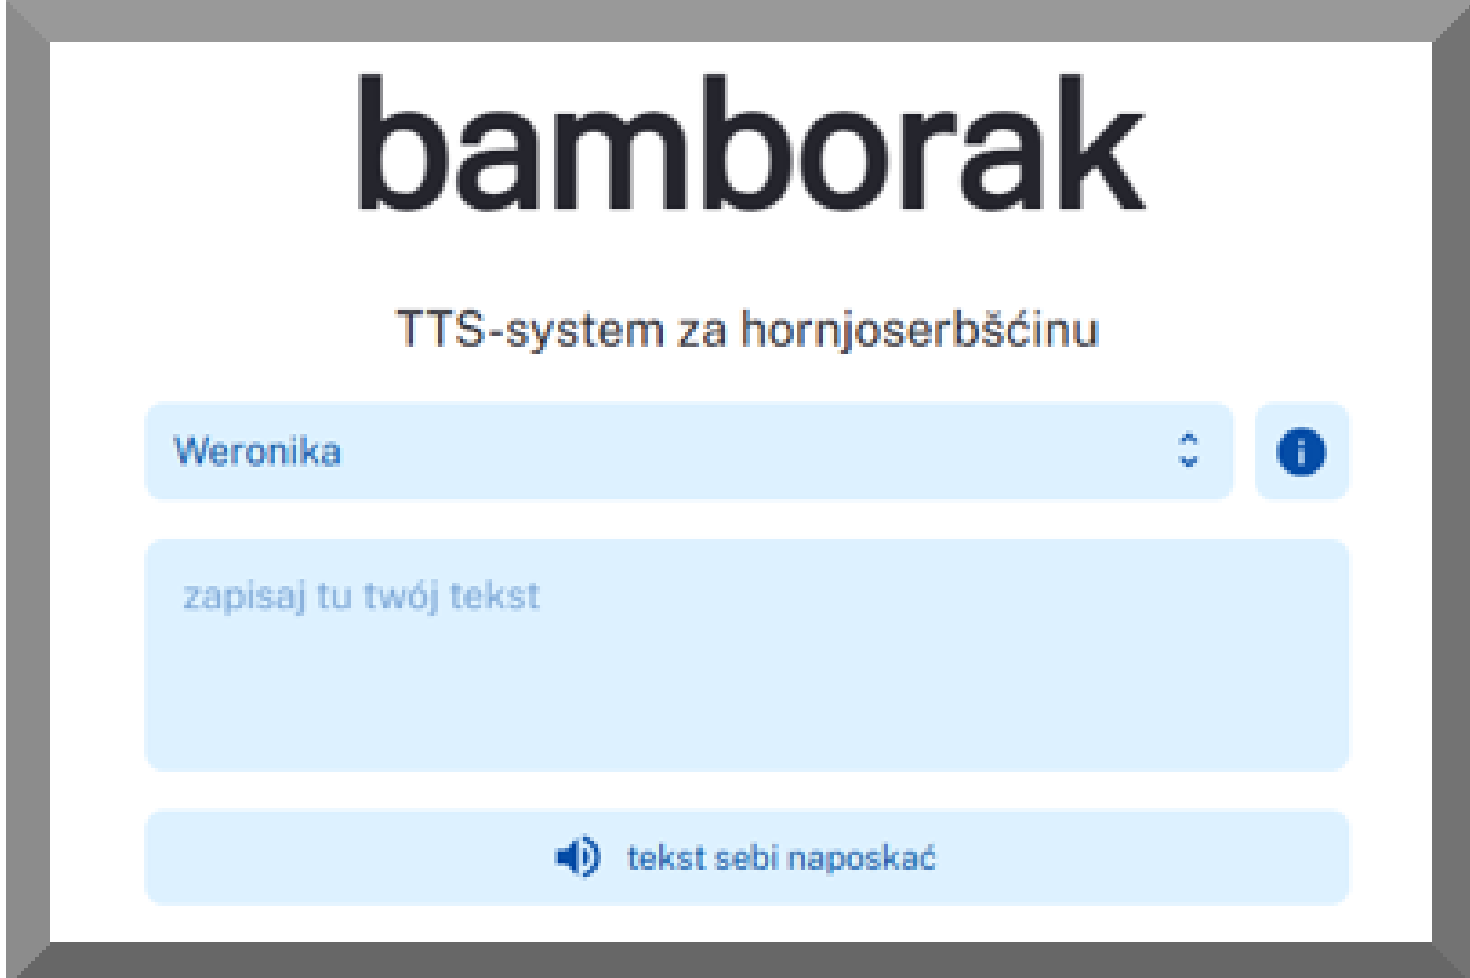 bamborak
TTS-system za hornjoserbšćinu
Weronika
zapisaj tu twój tekst
tekst sebi naposkać